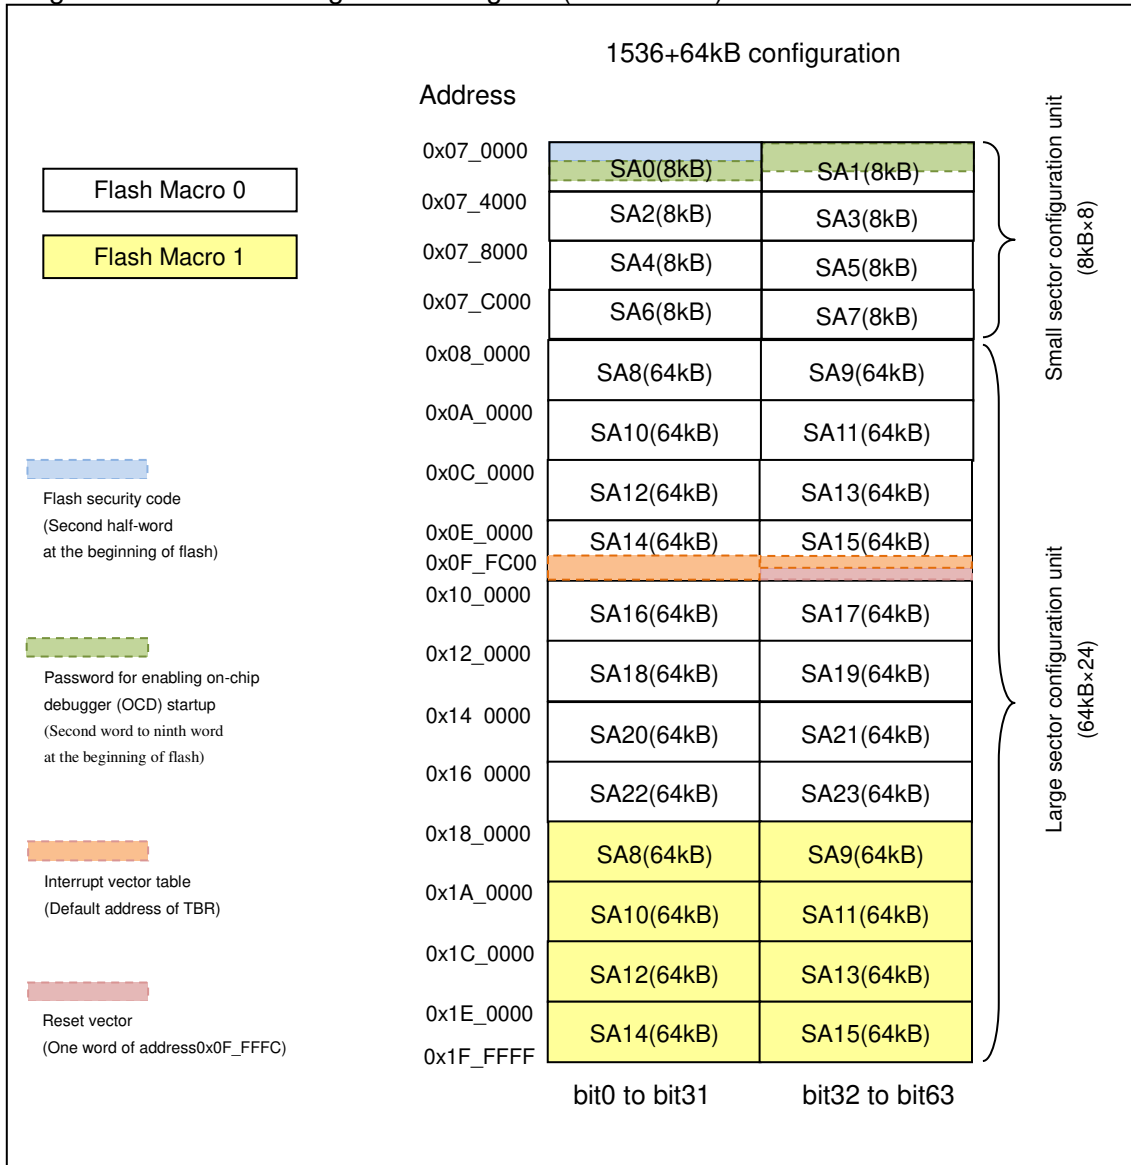 1536+64kB configuration
Address
Flash Macro 0
Flash Macro 1
Flash security code
(Second half-word
at the beginning of flash)
Password for enabling on-chip
debugger (OCD) startup
(Second word to ninth word
at the beginning of flash)
Interrupt vector table
(Default address of TBR)
Reset vector
(One word of address0x0F_FFFC)
0x07_0000 SA0(8kB) SA1(8kB)
0x07_4000 SA2(8kB) SA3(8kB)
0x07_8000 SA4(8kB) SA5(8kB)
0x07_C000 SA6(8kB) SA7(8kB)
0x08_0000 SA8(64kB) SA9(64kB)
0x0A_0000 SA10(64kB) SA11(64kB)
0x0C_0000 SA12(64kB) SA13(64kB)
0x0E_0000 SA14(64kB) SA15(64kB)
0x0F_FC00
0x10_0000 SA16(64kB) SA17(64kB)
0x12_0000 SA18(64kB) SA19(64kB)
0x14 0000 SA20(64kB) SA21(64kB)
0x16 0000 SA22(64kB) SA23(64kB)
0x18_0000 SA8(64kB) SA9(64kB)
0x1A_0000 SA10(64kB) SA11(64kB)
0x1C_0000 SA12(64kB) SA13(64kB)
0x1E_0000 SA14(64kB) SA15(64kB)
0x1F_FFFF
bit0 to bit31 bit32 to bit63
Small sector configuration unit
(8kB×8)
Large sector configuration unit
(64kB×24)